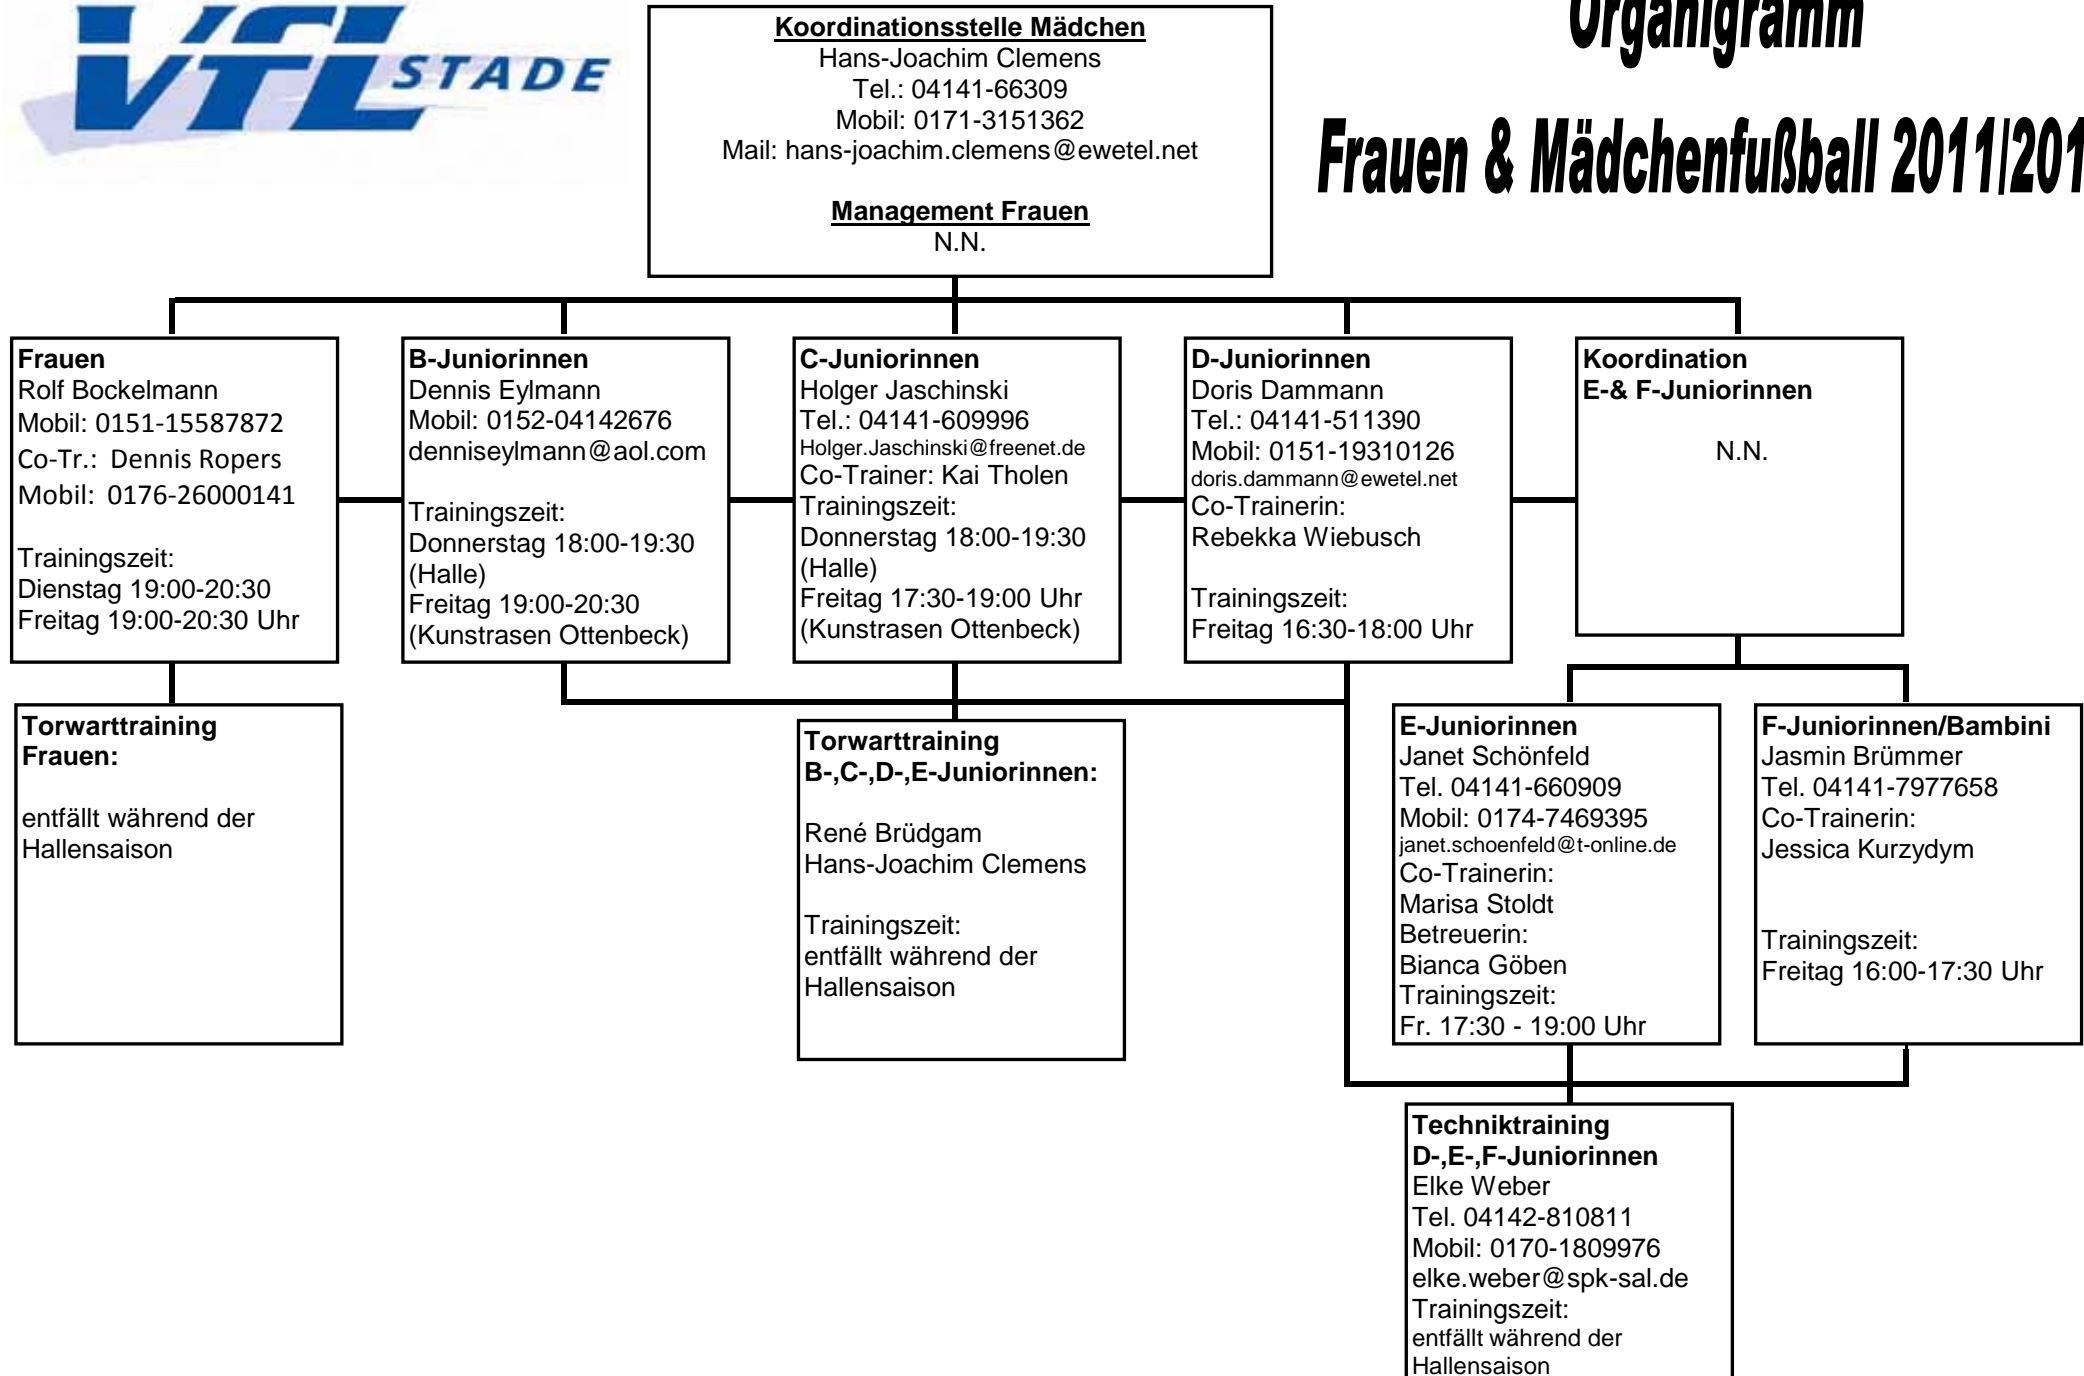 VfL STADE
Koordinationsstelle Mädchen
Hans-Joachim Clemens
Tel.: 04141-66309
Mobil: 0171-3151362
Mail: hans-joachim.clemens@ewetel.net
Management Frauen
N.N.
Organigramm
Frauen & Mädchenfußball 2011/201
Frauen
Rolf Bockelmann
Mobil: 0151-15587872
Co-Tr.: Dennis Ropers
Mobil: 0176-26000141
Trainingszeit:
Dienstag 19:00-20:30
Freitag 19:00-20:30 Uhr
B-Juniorinnen
Dennis Eylmann
Mobil: 0152-04142676
denniseylmann@aol.com
Trainingszeit:
Donnerstag 18:00-19:30
(Halle)
Freitag 19:00-20:30
(Kunstrasen Ottenbeck)
C-Juniorinnen
Holger Jaschinski
Tel.: 04141-609996
Holger.Jaschinski@freenet.de
Co-Trainer: Kai Tholen
Trainingszeit:
Donnerstag 18:00-19:30
(Halle)
Freitag 17:30-19:00 Uhr
(Kunstrasen Ottenbeck)
D-Juniorinnen
Doris Dammann
Tel.: 04141-511390
Mobil: 0151-19310126
doris.dammann@ewetel.net
Co-Trainerin:
Rebekka Wiebusch
Trainingszeit:
Freitag 16:30-18:00 Uhr
Koordination
E-& F-Juniorinnen
N.N.
Torwarttraining
Frauen:
entfällt während der
Hallensaison
Torwarttraining
B-,C-,D-,E-Juniorinnen:
René Brüdgam
Hans-Joachim Clemens
Trainingszeit:
entfällt während der
Hallensaison
E-Juniorinnen
Janet Schönfeld
Tel. 04141-660909
Mobil: 0174-7469395
janet.schoenfeld@t-online.de
Co-Trainerin:
Marisa Stoldt
Betreuerin:
Bianca Göben
Trainingszeit:
Fr. 17:30 - 19:00 Uhr
F-Juniorinnen/Bambini
Jasmin Brümmer
Tel. 04141-7977658
Co-Trainerin:
Jessica Kurzydym
Trainingszeit:
Freitag 16:00-17:30 Uhr
Techniktraining
D-,E-,F-Juniorinnen
Elke Weber
Tel. 04142-810811
Mobil: 0170-1809976
elke.weber@spk-sal.de
Trainingszeit:
entfällt während der
Hallensaison